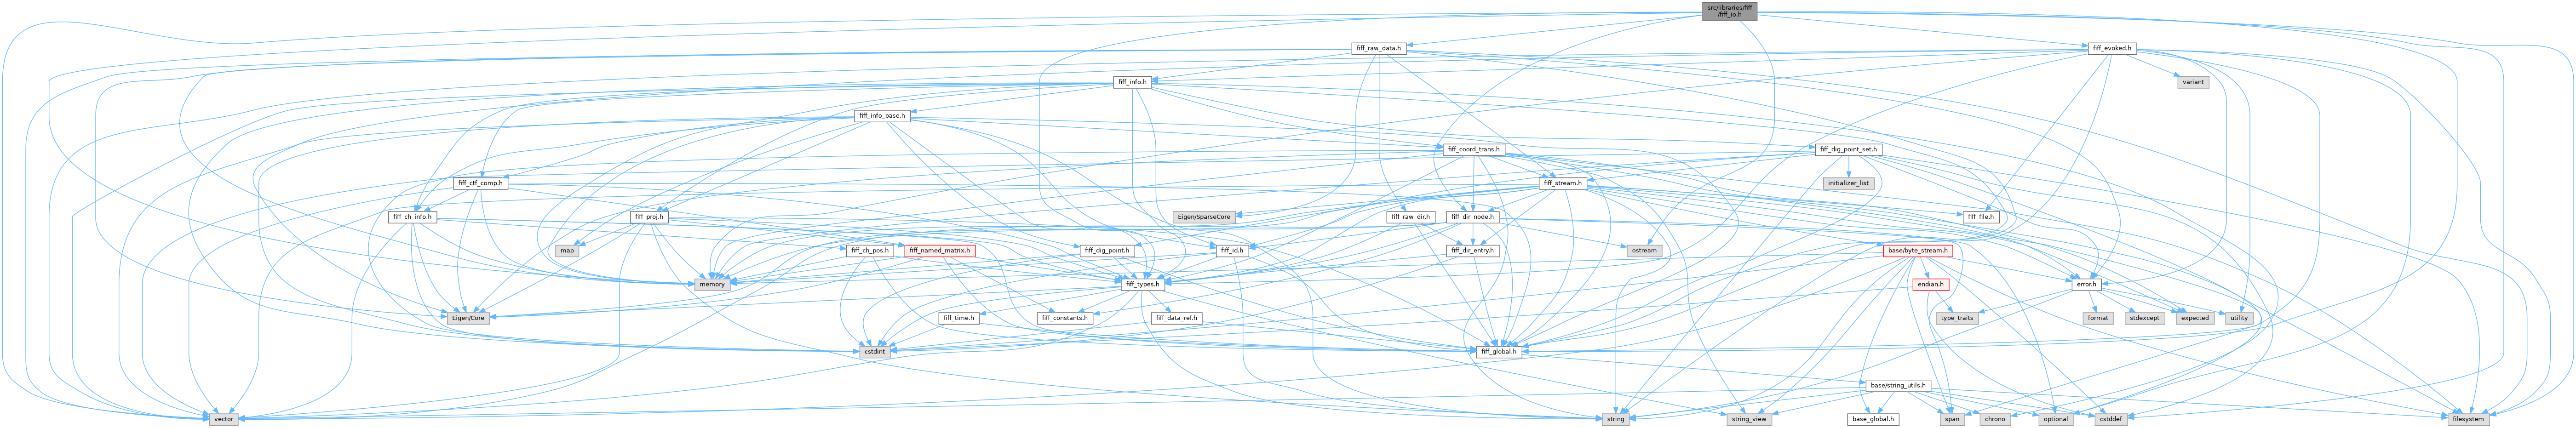 src/libraries/fiff
/fiff_io.h
fiff_raw_data.h
fiff_evoked.h
fiff_info.h
variant
fiff_info_base.h
fiff_coord_trans.h
fiff_dig_point_set.h
fiff_ctf_comp.h
fiff_stream.h
initializer_list
fiff_ch_info.h
fiff_proj.h
Eigen/SparseCore
fiff_raw_dir.h
fiff_dir_node.h
fiff_file.h
map
fiff_ch_pos.h
fiff_named_matrix.h
fiff_dig_point.h
fiff_id.h
fiff_dir_entry.h
ostream
base/byte_stream.h
memory
fiff_types.h
endian.h
error.h
Eigen/Core
fiff_time.h
fiff_constants.h
fiff_data_ref.h
type_traits
format
stdexcept
expected
utility
cstdint
fiff_global.h
base/string_utils.h
vector
string
string_view
base_global.h
span
chrono
optional
cstddef
filesystem